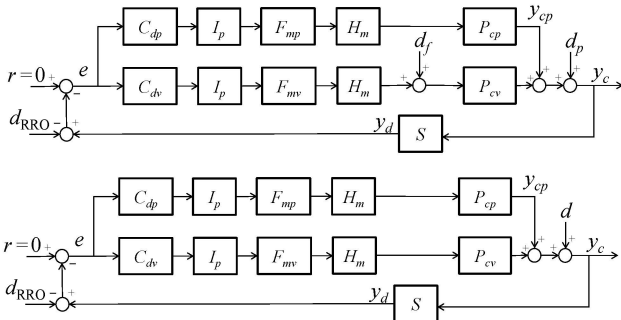 C_dp I_p F_mp H_m P_cp y_cp
d_f d_p
r=0 + − e C_dv I_p F_mv H_m + + P_cv + + + + y_c
d_RRO − + y_d S
C_dp I_p F_mp H_m P_cp y_cp
d
r=0 + − e C_dv I_p F_mv H_m P_cv + + + + y_c
d_RRO − + y_d S